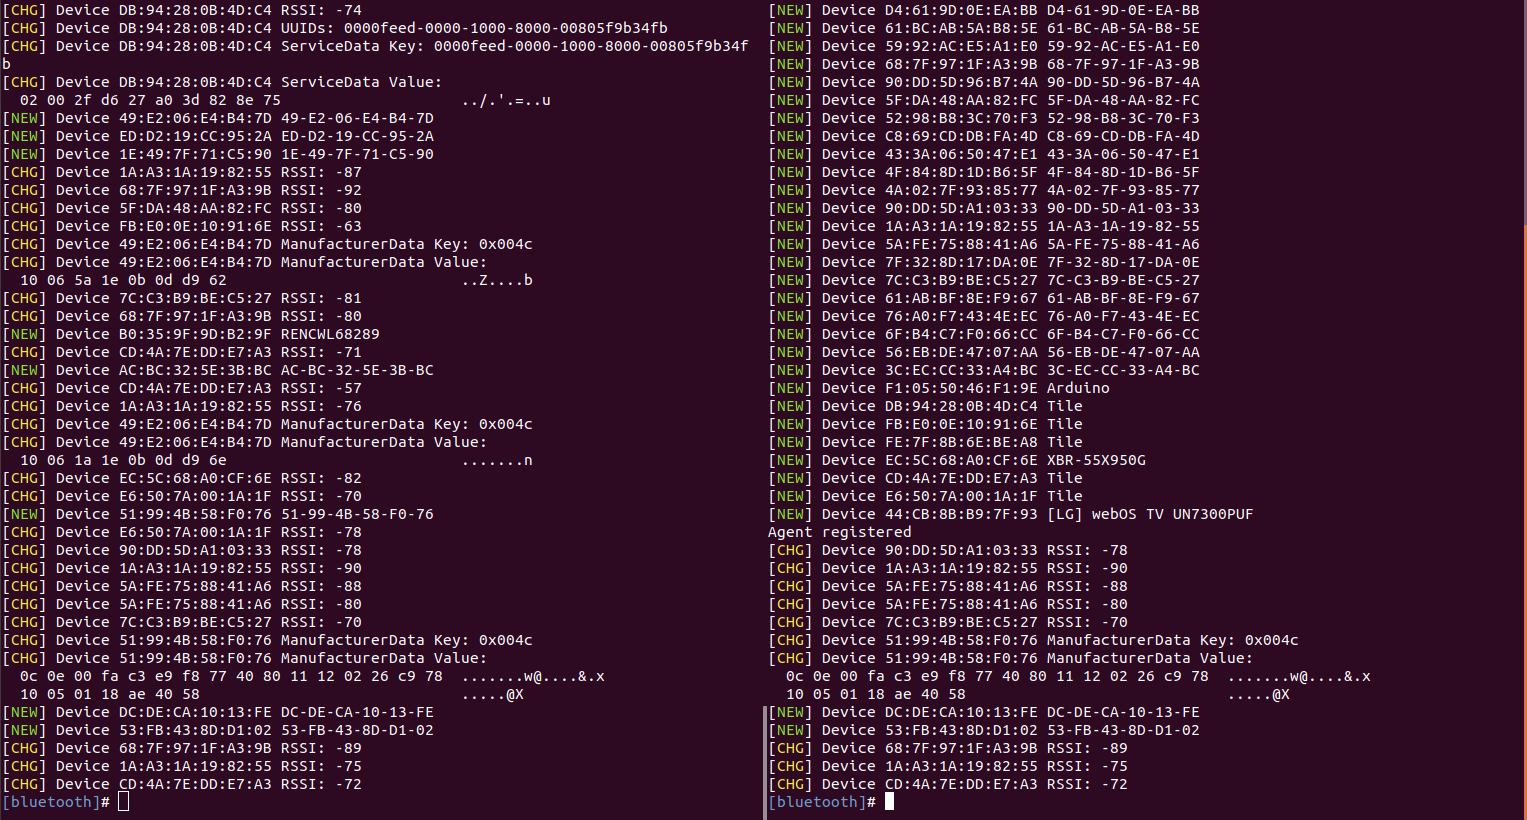 [CHG] Device DB:94:28:0B:4D:C4 RSSI: -74
[CHG] Device DB:94:28:0B:4D:C4 UUIDs: 0000feed-0000-1000-8000-00805f9b34fb
[CHG] Device DB:94:28:0B:4D:C4 ServiceData Key: 0000feed-0000-1000-8000-00805f9b34f
b
[CHG] Device DB:94:28:0B:4D:C4 ServiceData Value:
  02 00 2f d6 27 a0 3d 82 8e 75                    ../.'.=..u
[NEW] Device 49:E2:06:E4:B4:7D 49-E2-06-E4-B4-7D
[NEW] Device ED:D2:19:CC:95:2A ED-D2-19-CC-95-2A
[NEW] Device 1E:49:7F:71:C5:90 1E-49-7F-71-C5-90
[CHG] Device 1A:A3:1A:19:82:55 RSSI: -87
[CHG] Device 68:7F:97:1F:A3:9B RSSI: -92
[CHG] Device 5F:DA:48:AA:82:FC RSSI: -80
[CHG] Device FB:E0:0E:10:91:6E RSSI: -63
[CHG] Device 49:E2:06:E4:B4:7D ManufacturerData Key: 0x004c
[CHG] Device 49:E2:06:E4:B4:7D ManufacturerData Value:
  10 06 5a 1e 0b 0d d9 62                          ..Z....b
[CHG] Device 7C:C3:B9:BE:C5:27 RSSI: -81
[CHG] Device 68:7F:97:1F:A3:9B RSSI: -80
[NEW] Device B0:35:9F:9D:B2:9F RENCWL68289
[CHG] Device CD:4A:7E:DD:E7:A3 RSSI: -71
[NEW] Device AC:BC:32:5E:3B:BC AC-BC-32-5E-3B-BC
[CHG] Device CD:4A:7E:DD:E7:A3 RSSI: -57
[CHG] Device 1A:A3:1A:19:82:55 RSSI: -76
[CHG] Device 49:E2:06:E4:B4:7D ManufacturerData Key: 0x004c
[CHG] Device 49:E2:06:E4:B4:7D ManufacturerData Value:
  10 06 1a 1e 0b 0d d9 6e                          .......n
[CHG] Device EC:5C:68:A0:CF:6E RSSI: -82
[CHG] Device E6:50:7A:00:1A:1F RSSI: -70
[NEW] Device 51:99:4B:58:F0:76 51-99-4B-58-F0-76
[CHG] Device E6:50:7A:00:1A:1F RSSI: -78
[CHG] Device 90:DD:5D:A1:03:33 RSSI: -78
[CHG] Device 1A:A3:1A:19:82:55 RSSI: -90
[CHG] Device 5A:FE:75:88:41:A6 RSSI: -88
[CHG] Device 5A:FE:75:88:41:A6 RSSI: -80
[CHG] Device 7C:C3:B9:BE:C5:27 RSSI: -70
[CHG] Device 51:99:4B:58:F0:76 ManufacturerData Key: 0x004c
[CHG] Device 51:99:4B:58:F0:76 ManufacturerData Value:
  0c 0e 00 fa c3 e9 f8 77 40 80 11 12 02 26 c9 78  .......w@....&.x
  10 05 01 18 ae 40 58                             .....@X
[NEW] Device DC:DE:CA:10:13:FE DC-DE-CA-10-13-FE
[NEW] Device 53:FB:43:8D:D1:02 53-FB-43-8D-D1-02
[CHG] Device 68:7F:97:1F:A3:9B RSSI: -89
[CHG] Device 1A:A3:1A:19:82:55 RSSI: -75
[CHG] Device CD:4A:7E:DD:E7:A3 RSSI: -72
[bluetooth]#
[NEW] Device D4:61:9D:0E:EA:BB D4-61-9D-0E-EA-BB
[NEW] Device 61:BC:AB:5A:B8:5E 61-BC-AB-5A-B8-5E
[NEW] Device 59:92:AC:E5:A1:E0 59-92-AC-E5-A1-E0
[NEW] Device 68:7F:97:1F:A3:9B 68-7F-97-1F-A3-9B
[NEW] Device 90:DD:5D:96:B7:4A 90-DD-5D-96-B7-4A
[NEW] Device 5F:DA:48:AA:82:FC 5F-DA-48-AA-82-FC
[NEW] Device 52:98:B8:3C:70:F3 52-98-B8-3C-70-F3
[NEW] Device C8:69:CD:DB:FA:4D C8-69-CD-DB-FA-4D
[NEW] Device 43:3A:06:50:47:E1 43-3A-06-50-47-E1
[NEW] Device 4F:84:8D:1D:B6:5F 4F-84-8D-1D-B6-5F
[NEW] Device 4A:02:7F:93:85:77 4A-02-7F-93-85-77
[NEW] Device 90:DD:5D:A1:03:33 90-DD-5D-A1-03-33
[NEW] Device 1A:A3:1A:19:82:55 1A-A3-1A-19-82-55
[NEW] Device 5A:FE:75:88:41:A6 5A-FE-75-88-41-A6
[NEW] Device 7F:32:8D:17:DA:0E 7F-32-8D-17-DA-0E
[NEW] Device 7C:C3:B9:BE:C5:27 7C-C3-B9-BE-C5-27
[NEW] Device 61:AB:BF:8E:F9:67 61-AB-BF-8E-F9-67
[NEW] Device 76:A0:F7:43:4E:EC 76-A0-F7-43-4E-EC
[NEW] Device 6F:B4:C7:F0:66:CC 6F-B4-C7-F0-66-CC
[NEW] Device 56:EB:DE:47:07:AA 56-EB-DE-47-07-AA
[NEW] Device 3C:EC:CC:33:A4:BC 3C-EC-CC-33-A4-BC
[NEW] Device F1:05:50:46:F1:9E Arduino
[NEW] Device DB:94:28:0B:4D:C4 Tile
[NEW] Device FB:E0:0E:10:91:6E Tile
[NEW] Device FE:7F:8B:6E:BE:A8 Tile
[NEW] Device EC:5C:68:A0:CF:6E XBR-55X950G
[NEW] Device CD:4A:7E:DD:E7:A3 Tile
[NEW] Device E6:50:7A:00:1A:1F Tile
[NEW] Device 44:CB:8B:B9:7F:93 [LG] webOS TV UN7300PUF
Agent registered
[CHG] Device 90:DD:5D:A1:03:33 RSSI: -78
[CHG] Device 1A:A3:1A:19:82:55 RSSI: -90
[CHG] Device 5A:FE:75:88:41:A6 RSSI: -88
[CHG] Device 5A:FE:75:88:41:A6 RSSI: -80
[CHG] Device 7C:C3:B9:BE:C5:27 RSSI: -70
[CHG] Device 51:99:4B:58:F0:76 ManufacturerData Key: 0x004c
[CHG] Device 51:99:4B:58:F0:76 ManufacturerData Value:
  0c 0e 00 fa c3 e9 f8 77 40 80 11 12 02 26 c9 78  .......w@....&.x
  10 05 01 18 ae 40 58                             .....@X
[NEW] Device DC:DE:CA:10:13:FE DC-DE-CA-10-13-FE
[NEW] Device 53:FB:43:8D:D1:02 53-FB-43-8D-D1-02
[CHG] Device 68:7F:97:1F:A3:9B RSSI: -89
[CHG] Device 1A:A3:1A:19:82:55 RSSI: -75
[CHG] Device CD:4A:7E:DD:E7:A3 RSSI: -72
[bluetooth]#